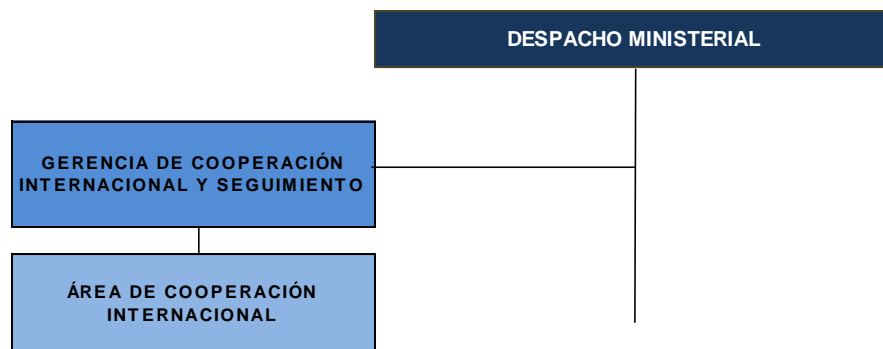 DESPACHO MINISTERIAL
GERENCIA DE COOPERACIÓN
INTERNACIONAL Y SEGUIMIENTO
ÁREA DE COOPERACIÓN
INTERNACIONAL